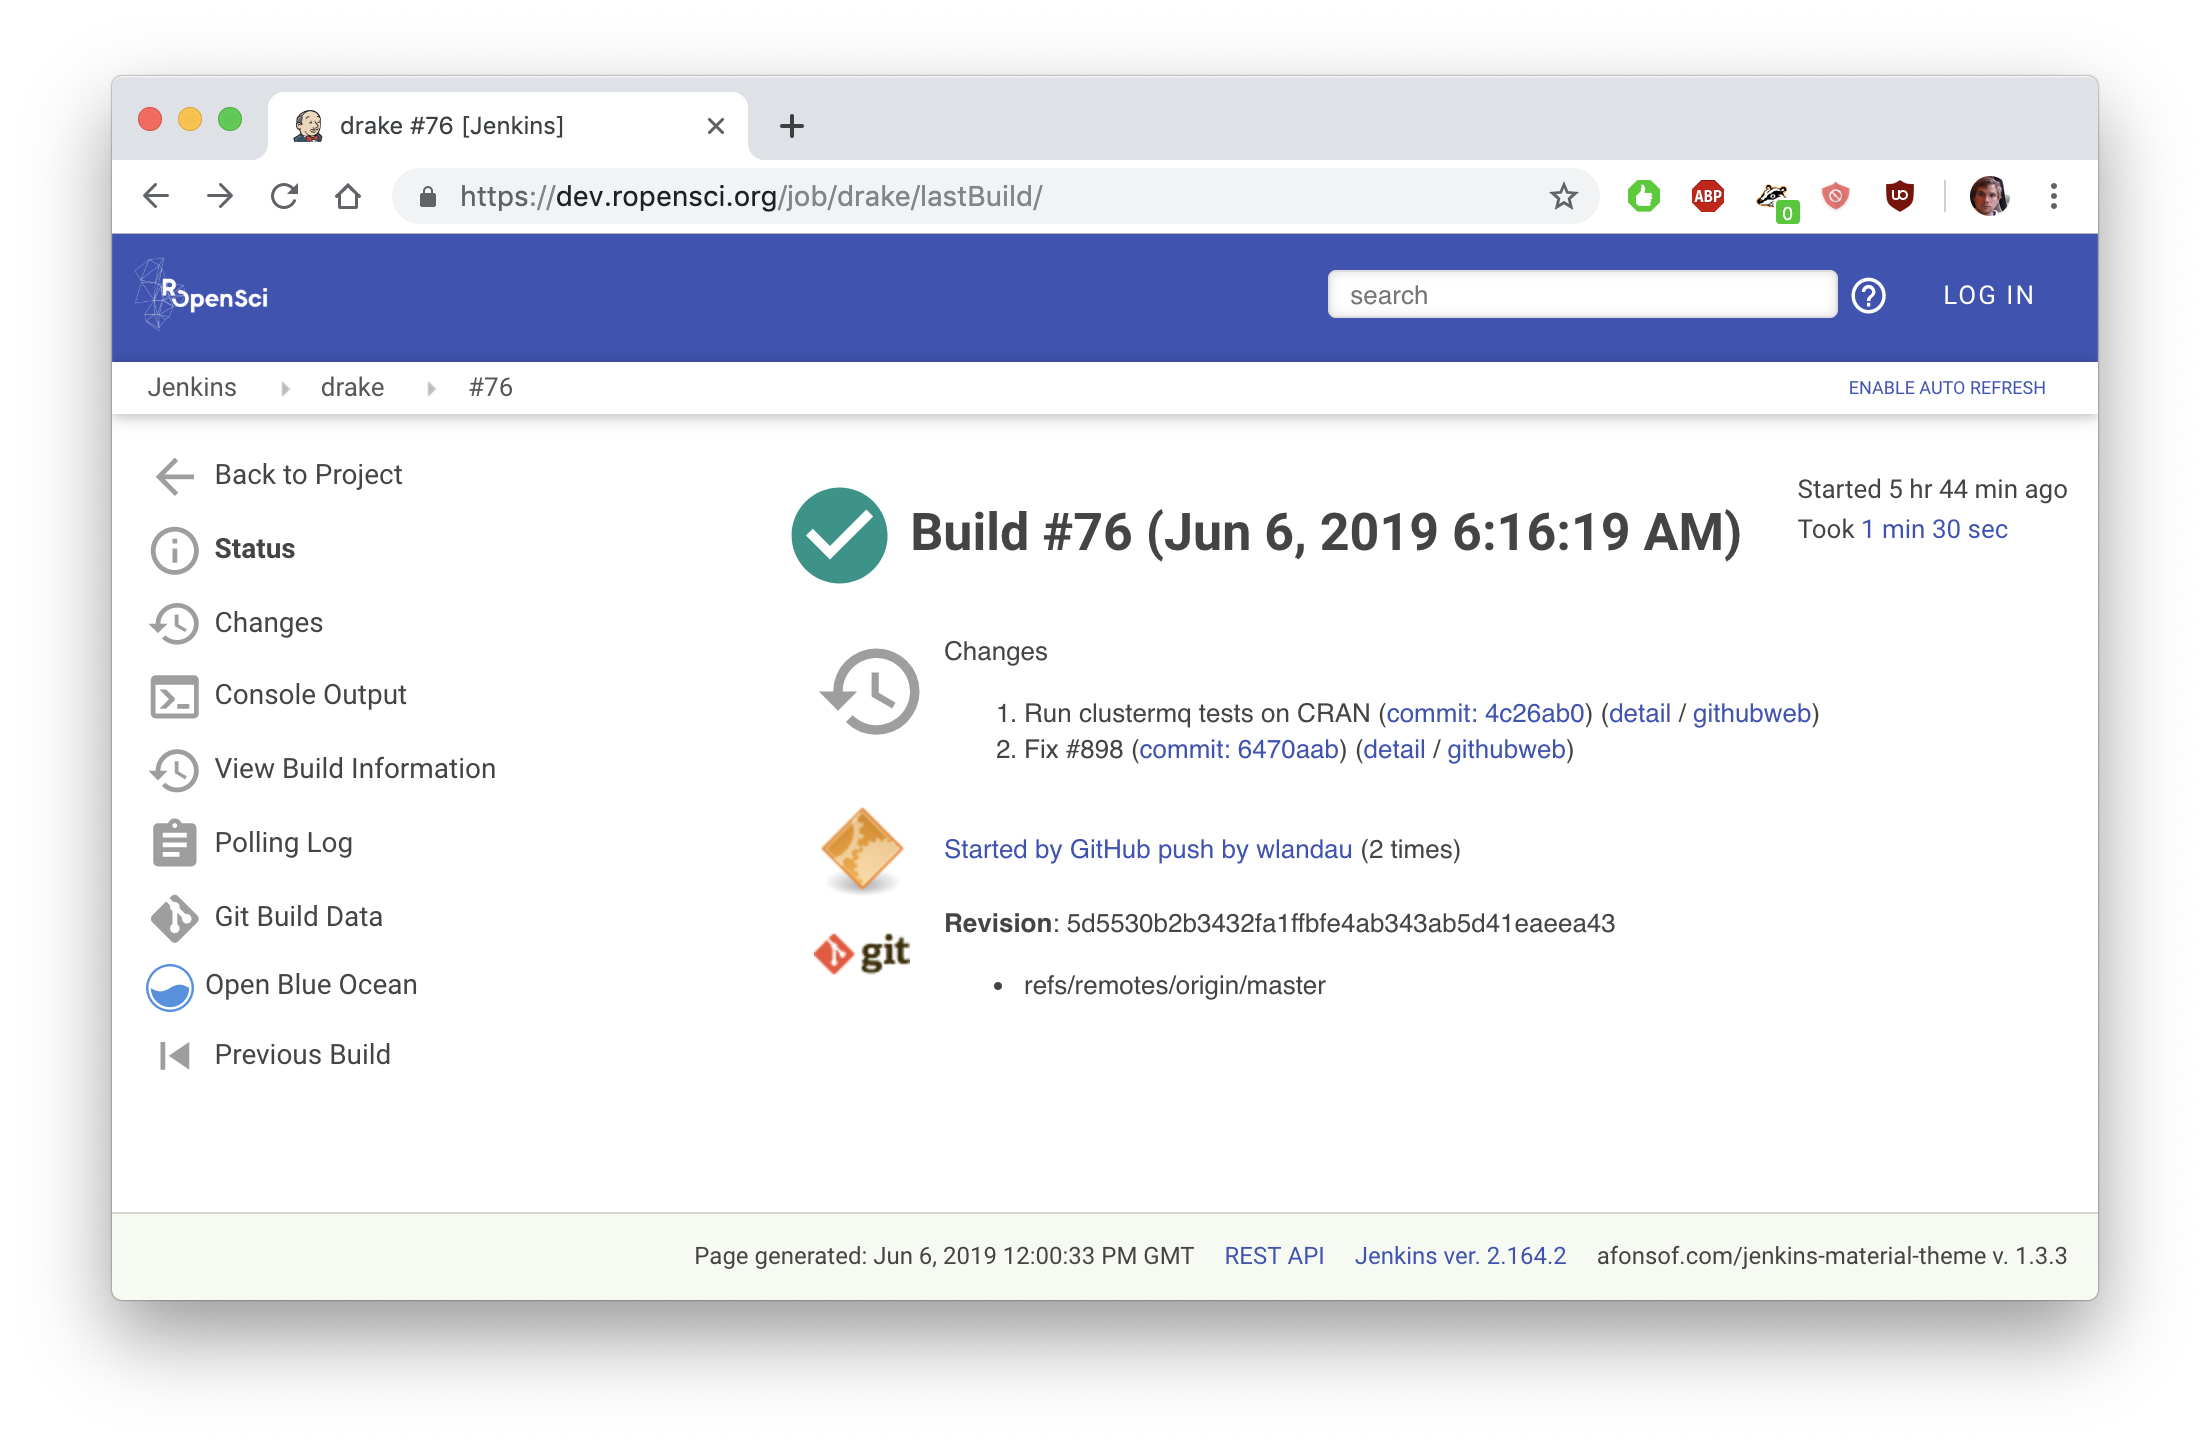 drake #76 [Jenkins]
https://dev.ropensci.org/job/drake/lastBuild/
ABP
0
ROpenSci
search
?
LOG IN
Jenkins
drake
#76
ENABLE AUTO REFRESH
Back to Project
Status
Changes
Console Output
View Build Information
Polling Log
Git Build Data
Open Blue Ocean
Previous Build
Build #76 (Jun 6, 2019 6:16:19 AM)
Started 5 hr 44 min ago
Took 1 min 30 sec
Changes
1. Run clustermq tests on CRAN (commit: 4c26ab0) (detail / githubweb)
2. Fix #898 (commit: 6470aab) (detail / githubweb)
Started by GitHub push by wlandau (2 times)
git
Revision: 5d5530b2b3432fa1ffbfe4ab343ab5d41eaeea43
• refs/remotes/origin/master
Page generated: Jun 6, 2019 12:00:33 PM GMT REST API Jenkins ver. 2.164.2 afonsof.com/jenkins-material-theme v. 1.3.3